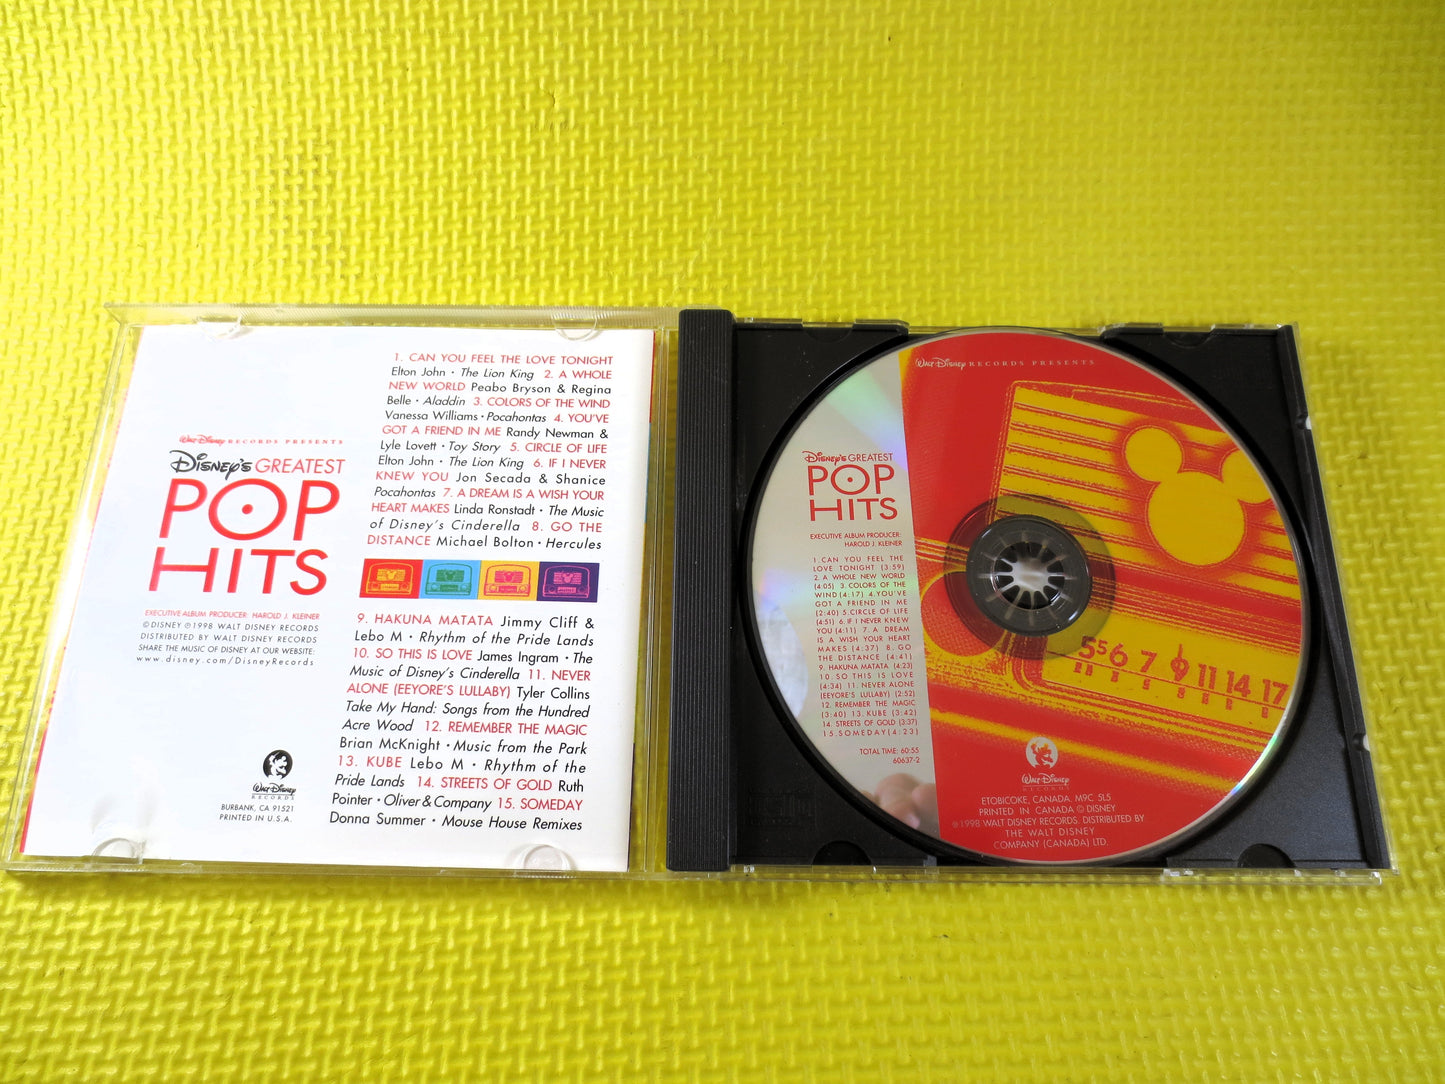 WALT DISNEY RECORDS PRESENTS
DISNEY'S GREATEST
POP
HITS
EXECUTIVE ALBUM PRODUCER: HAROLD J. KLEINER
© DISNEY ℗1998 WALT DISNEY RECORDS
DISTRIBUTED BY WALT DISNEY RECORDS
SHARE THE MUSIC OF DISNEY AT OUR WEBSITE:
www.disney.com/DisneyRecords
WALT DISNEY
RECORDS
BURBANK, CA 91521
PRINTED IN U.S.A.
1. CAN YOU FEEL THE LOVE TONIGHT
Elton John • The Lion King 2. A WHOLE
NEW WORLD Peabo Bryson & Regina
Belle • Aladdin 3. COLORS OF THE WIND
Vanessa Williams • Pocahontas 4. YOU'VE
GOT A FRIEND IN ME Randy Newman &
Lyle Lovett • Toy Story 5. CIRCLE OF LIFE
Elton John • The Lion King 6. IF I NEVER
KNEW YOU Jon Secada & Shanice
Pocahontas 7. A DREAM IS A WISH YOUR
HEART MAKES Linda Ronstadt • The Music
of Disney's Cinderella 8. GO THE
DISTANCE Michael Bolton • Hercules
9. HAKUNA MATATA Jimmy Cliff &
Lebo M • Rhythm of the Pride Lands
10. SO THIS IS LOVE James Ingram • The
Music of Disney's Cinderella 11. NEVER
ALONE (EEYORE'S LULLABY) Tyler Collins
Take My Hand: Songs from the Hundred
Acre Wood 12. REMEMBER THE MAGIC
Brian McKnight • Music from the Park
13. KUBE Lebo M • Rhythm of the
Pride Lands 14. STREETS OF GOLD Ruth
Pointer • Oliver & Company 15. SOMEDAY
Donna Summer • Mouse House Remixes
WALT DISNEY RECORDS PRESENTS
DISNEY'S GREATEST
POP
HITS
EXECUTIVE ALBUM PRODUCER:
HAROLD J. KLEINER
1. CAN YOU FEEL THE
LOVE TONIGHT (3:59)
2. A WHOLE NEW WORLD
(4:05) 3. COLORS OF THE
WIND (4:17) 4. YOU'VE
GOT A FRIEND IN ME
(2:40) 5. CIRCLE OF LIFE
(4:51) 6. IF I NEVER KNEW
YOU (4:11) 7. A DREAM
IS A WISH YOUR HEART
MAKES (4:37) 8. GO
THE DISTANCE (4:41)
9. HAKUNA MATATA (4:23)
10. SO THIS IS LOVE
(4:34) 11. NEVER ALONE
(EEYORE'S LULLABY) (2:52)
12. REMEMBER THE MAGIC
(3:40) 13. KUBE (3:42)
14. STREETS OF GOLD (3:37)
15. SOMEDAY (4:23)
TOTAL TIME: 60:55
60637-2
55 6 7 9 11 14 17
WALT DISNEY
RECORDS
ETOBICOKE, CANADA, M9C 5L5
PRINTED IN CANADA © DISNEY
℗ 1998 WALT DISNEY RECORDS. DISTRIBUTED BY
THE WALT DISNEY
COMPANY (CANADA) LTD.